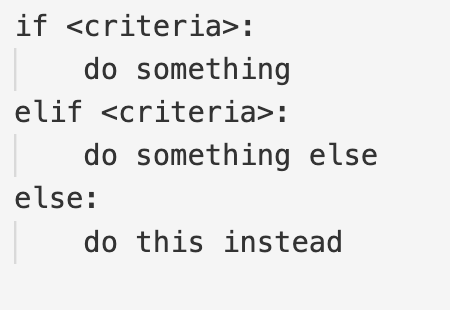 if <criteria>:
    do something
elif <criteria>:
    do something else
else:
    do this instead